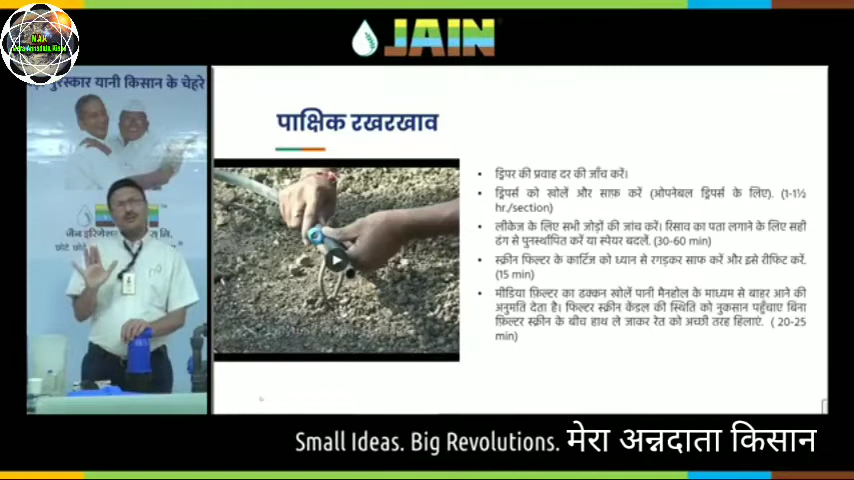 JAIN
पुरस्कार यानी किसान के चेहरे
पाक्षिक रखरखाव
• ड्रिपर की प्रवाह दर की जाँच करें।
• ड्रिपर्स को खोलें और साफ़ करें (ओपनेबल ड्रिपर्स के लिए). (1-1½
hr./section)
• लीकेज के लिए सभी जोड़ों की जांच करें। रिसाव का पता लगाने के लिए सही
ढंग से पुनर्स्थापित करें या स्पेयर बदलें. (30-60 min)
• स्क्रीन फिल्टर के कार्टिज को ध्यान से रगड़कर साफ करें और इसे रीफिट करें.
(15 min)
• मीडिया फ़िल्टर का ढक्कन खोलें पानी मैनहोल के माध्यम से बाहर आने की
अनुमति देता है। फिल्टर स्क्रीन कैंडल की स्थिति को नुकसान पहुँचाए बिना
फ़िल्टर स्क्रीन के बीच हाथ ले जाकर रेत को अच्छी तरह हिलाएं. ( 20-25
min)
Small Ideas. Big Revolutions. मेरा अन्नदाता किसान